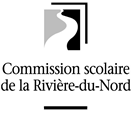 Commission scolaire
de la Rivière-du-Nord